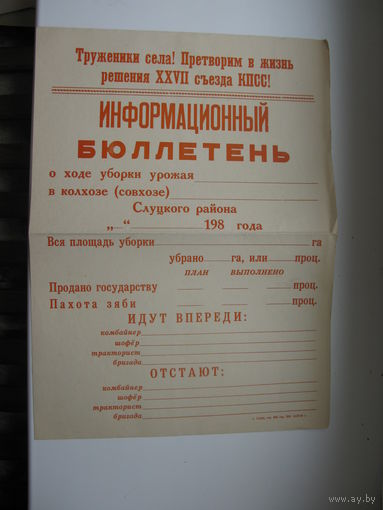 Труженики села! Претворим в жизнь
решения XXVII съезда КПСС!
ИНФОРМАЦИОННЫЙ
БЮЛЛЕТЕНЬ
о ходе уборки урожая
в колхозе (совхозе)
Слуцкого района
„—“ 198 года
Вся площадь уборки га
убрано га, или проц.
ПЛАН ВЫПОЛНЕНО
Продано государству проц.
Пахота зяби проц.
ИДУТ ВПЕРЕДИ:
комбайнер
шофёр
тракторист
бригада
ОТСТАЮТ:
комбайнер
шофёр
тракторист
бригада
www.ay.by